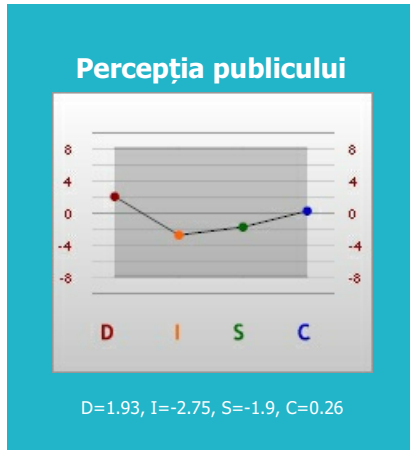 Percepția publicului
8 8
4 4
0 0
-4 -4
-8 -8
D I S C
D=1.93, I=-2.75, S=-1.9, C=0.26